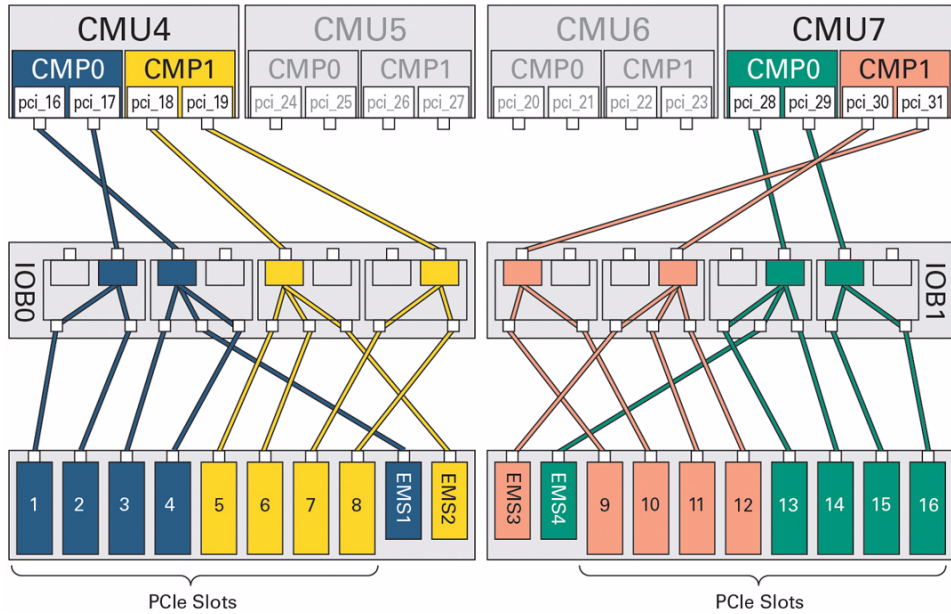 CMU4 CMU5 CMU6 CMU7
CMP0 CMP1 CMP0 CMP1 CMP0 CMP1 CMP0 CMP1
pci_16 pci_17 pci_18 pci_19 pci_24 pci_25 pci_26 pci_27 pci_20 pci_21 pci_22 pci_23 pci_28 pci_29 pci_30 pci_31
IOB0 IOB1
1 2 3 4 5 6 7 8 EMS1 EMS2 EMS3 EMS4 9 10 11 12 13 14 15 16
PCIe Slots PCIe Slots